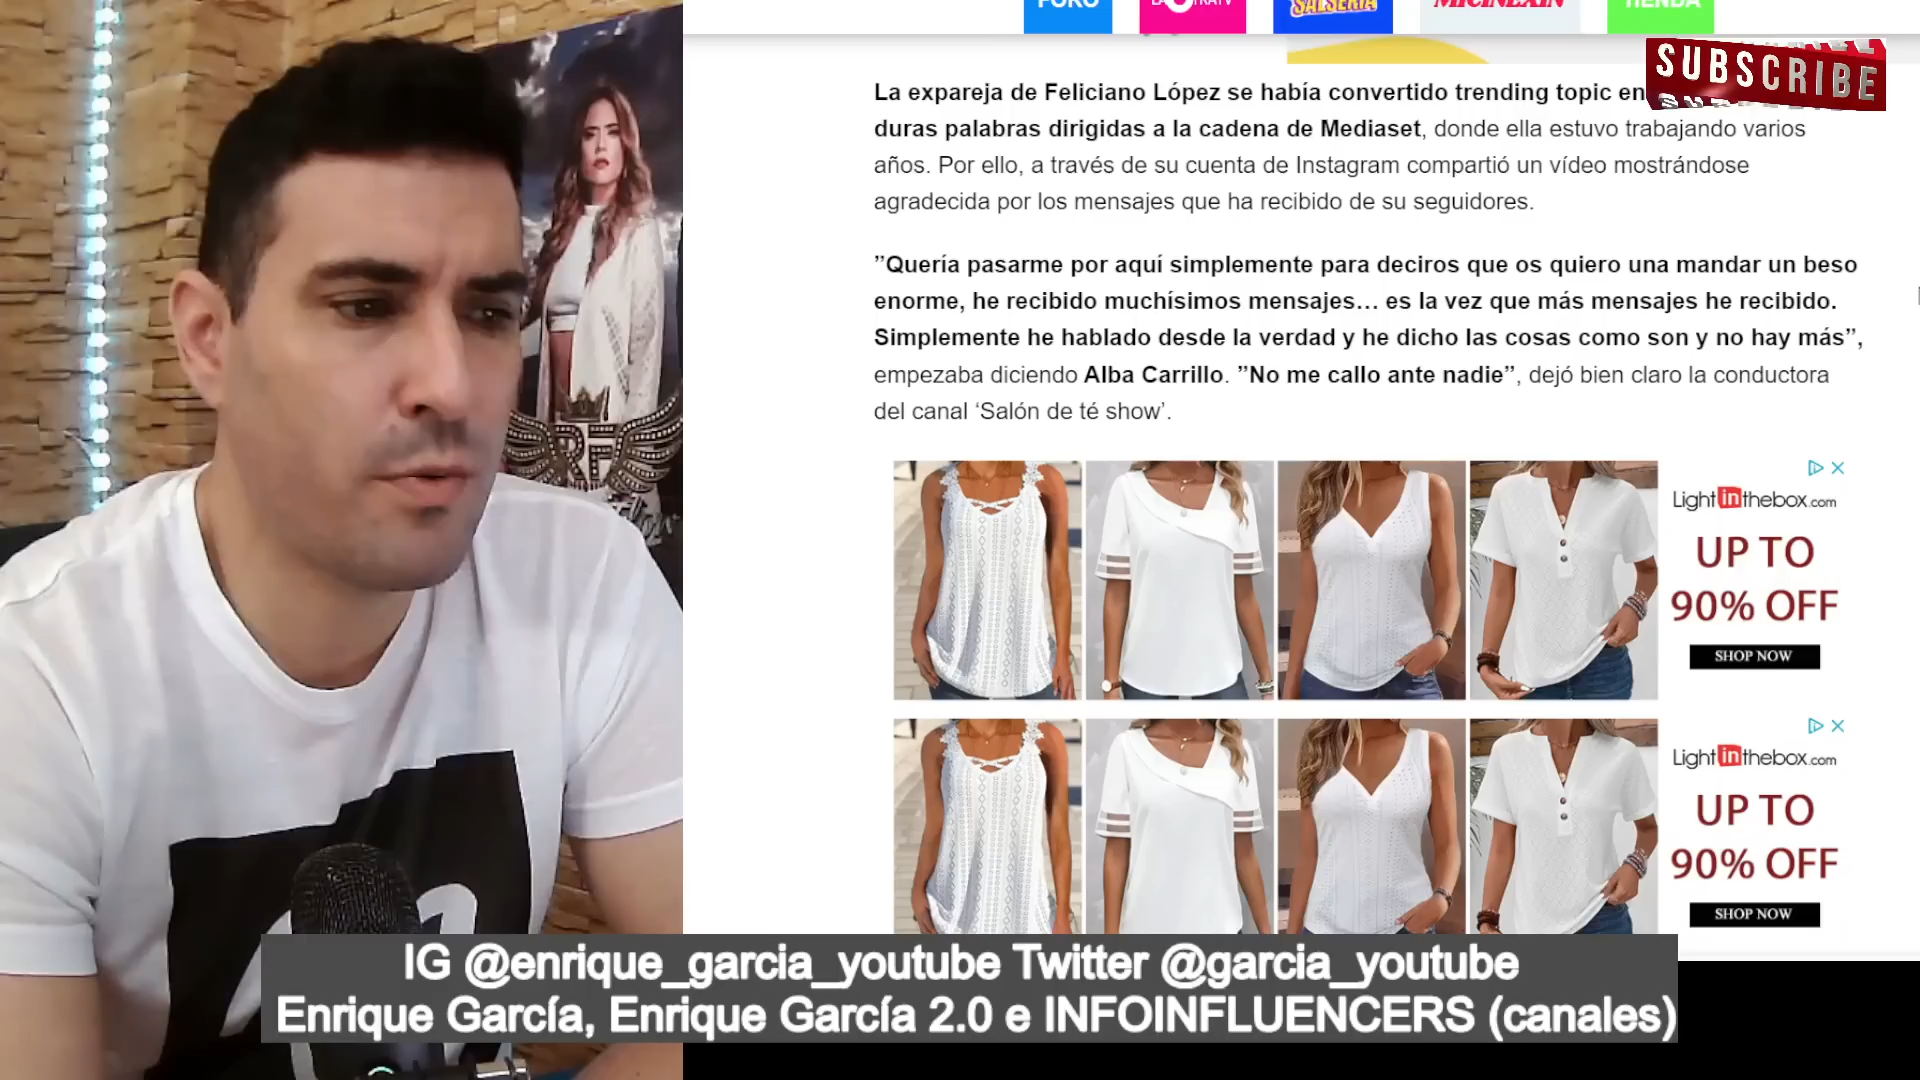 FORO
SALSERIA
TIENDA
SUBSCRIBE
La expareja de Feliciano López se había convertido trending topic en
duras palabras dirigidas a la cadena de Mediaset, donde ella estuvo trabajando varios
años. Por ello, a través de su cuenta de Instagram compartió un vídeo mostrándose
agradecida por los mensajes que ha recibido de su seguidores.
”Quería pasarme por aquí simplemente para deciros que os quiero una mandar un beso
enorme, he recibido muchísimos mensajes… es la vez que más mensajes he recibido.
Simplemente he hablado desde la verdad y he dicho las cosas como son y no hay más”,
empezaba diciendo Alba Carrillo. ”No me callo ante nadie”, dejó bien claro la conductora
del canal ‘Salón de té show’.
Lightinthebox.com
UP TO
90% OFF
SHOP NOW
Lightinthebox.com
UP TO
90% OFF
SHOP NOW
RF
IG @enrique_garcia_youtube Twitter @garcia_youtube
Enrique García, Enrique García 2.0 e INFOINFLUENCERS (canales)